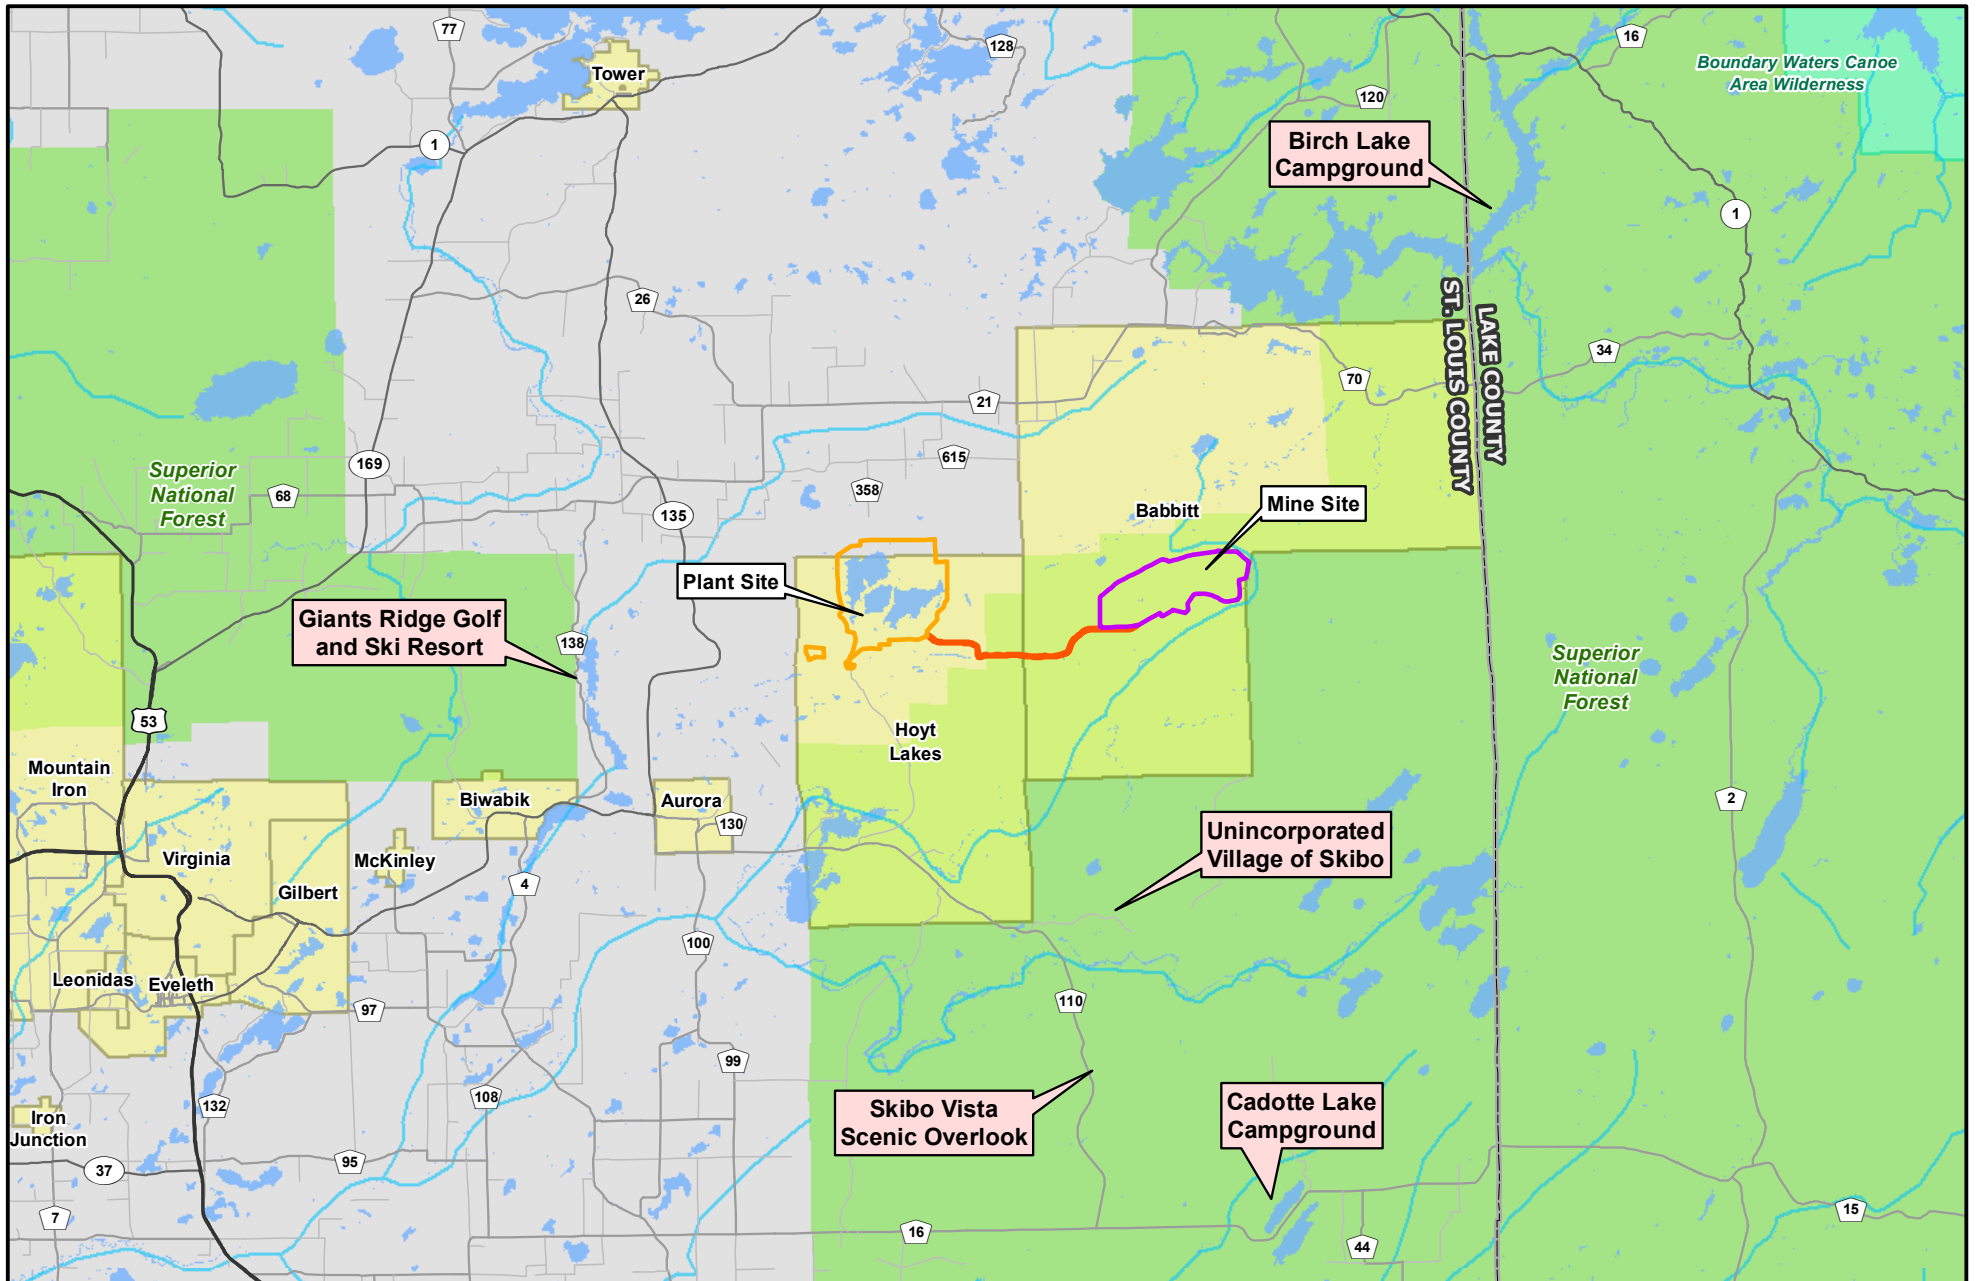 77
Tower
128
16
Boundary Waters Canoe
Area Wilderness
120
1
Birch Lake
Campground
1
26
ST. LOUIS COUNTY
LAKE COUNTY
34
70
21
615
358
Superior
National
Forest
169
68
135
Babbitt
Mine Site
Plant Site
Giants Ridge Golf
and Ski Resort
138
Superior
National
Forest
53
Hoyt
Lakes
Mountain
Iron
Biwabik
Aurora
130
2
Virginia
McKinley
Gilbert
4
Unincorporated
Village of Skibo
100
Leonidas
Eveleth
97
110
99
108
132
Skibo Vista
Scenic Overlook
Cadotte Lake
Campground
Iron
Junction
37
95
7
16
44
15